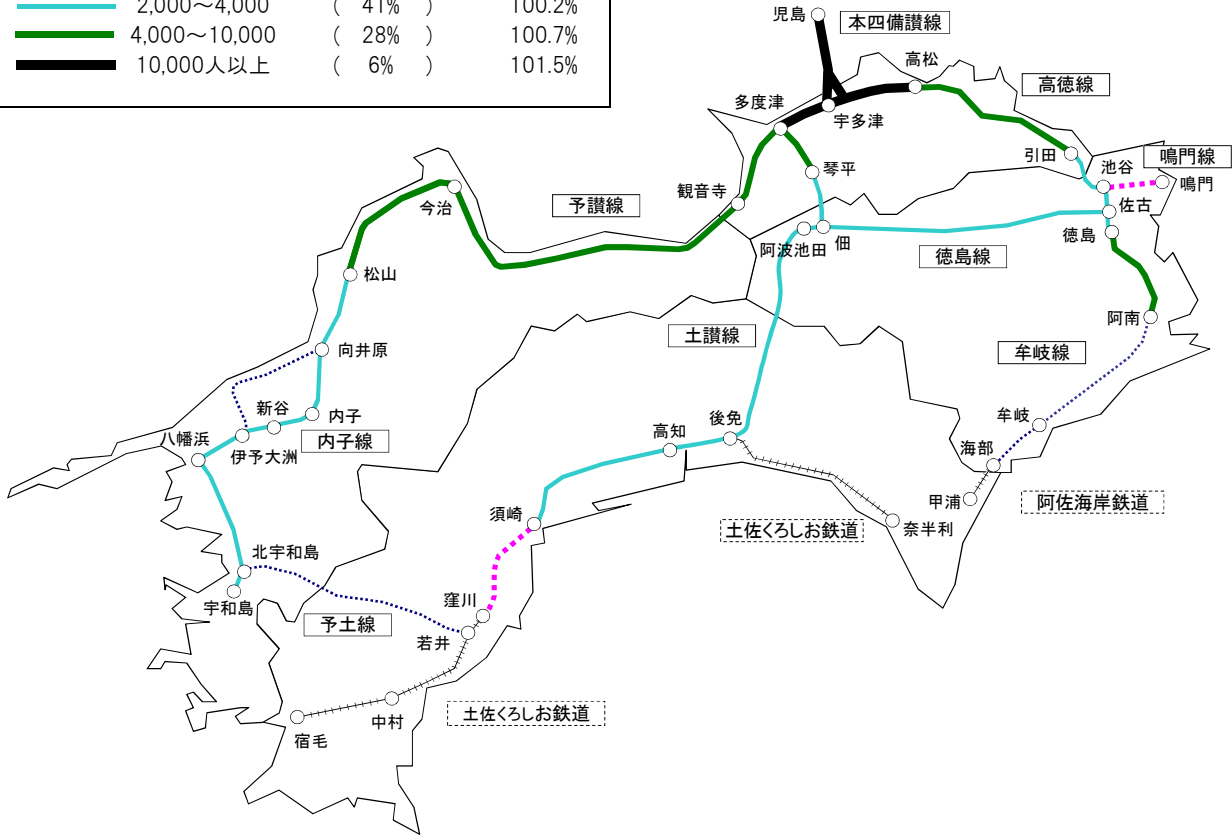 2,000～4,000 ( 41% ) 100.2%
4,000～10,000 ( 28% ) 100.7%
10,000人以上 ( 6% ) 101.5%
児島
本四備讃線
高松
高徳線
多度津
宇多津
引田
池谷
鳴門線
鳴門
琴平
今治
予讃線
観音寺
佐古
徳島
阿波池田
佃
徳島線
松山
阿南
土讃線
牟岐線
向井原
新谷
内子
八幡浜
伊予大洲
内子線
後免
高知
牟岐
海部
甲浦
阿佐海岸鉄道
須崎
土佐くろしお鉄道
奈半利
北宇和島
宇和島
窪川
予土線
若井
中村
土佐くろしお鉄道
宿毛